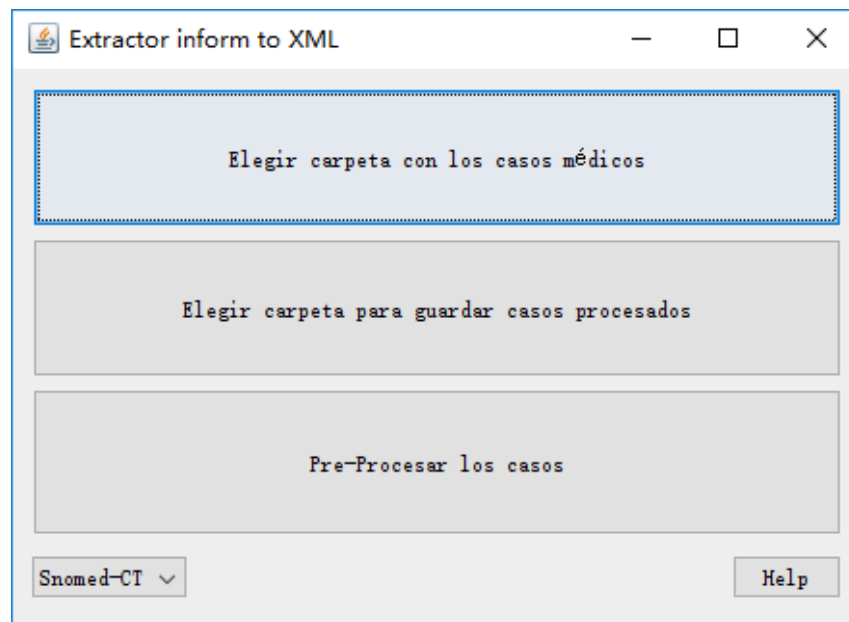 Extractor inform to XML
Elegir carpeta con los casos médicos
Elegir carpeta para guardar casos procesados
Pre-Procesar los casos
Snomed-CT
Help